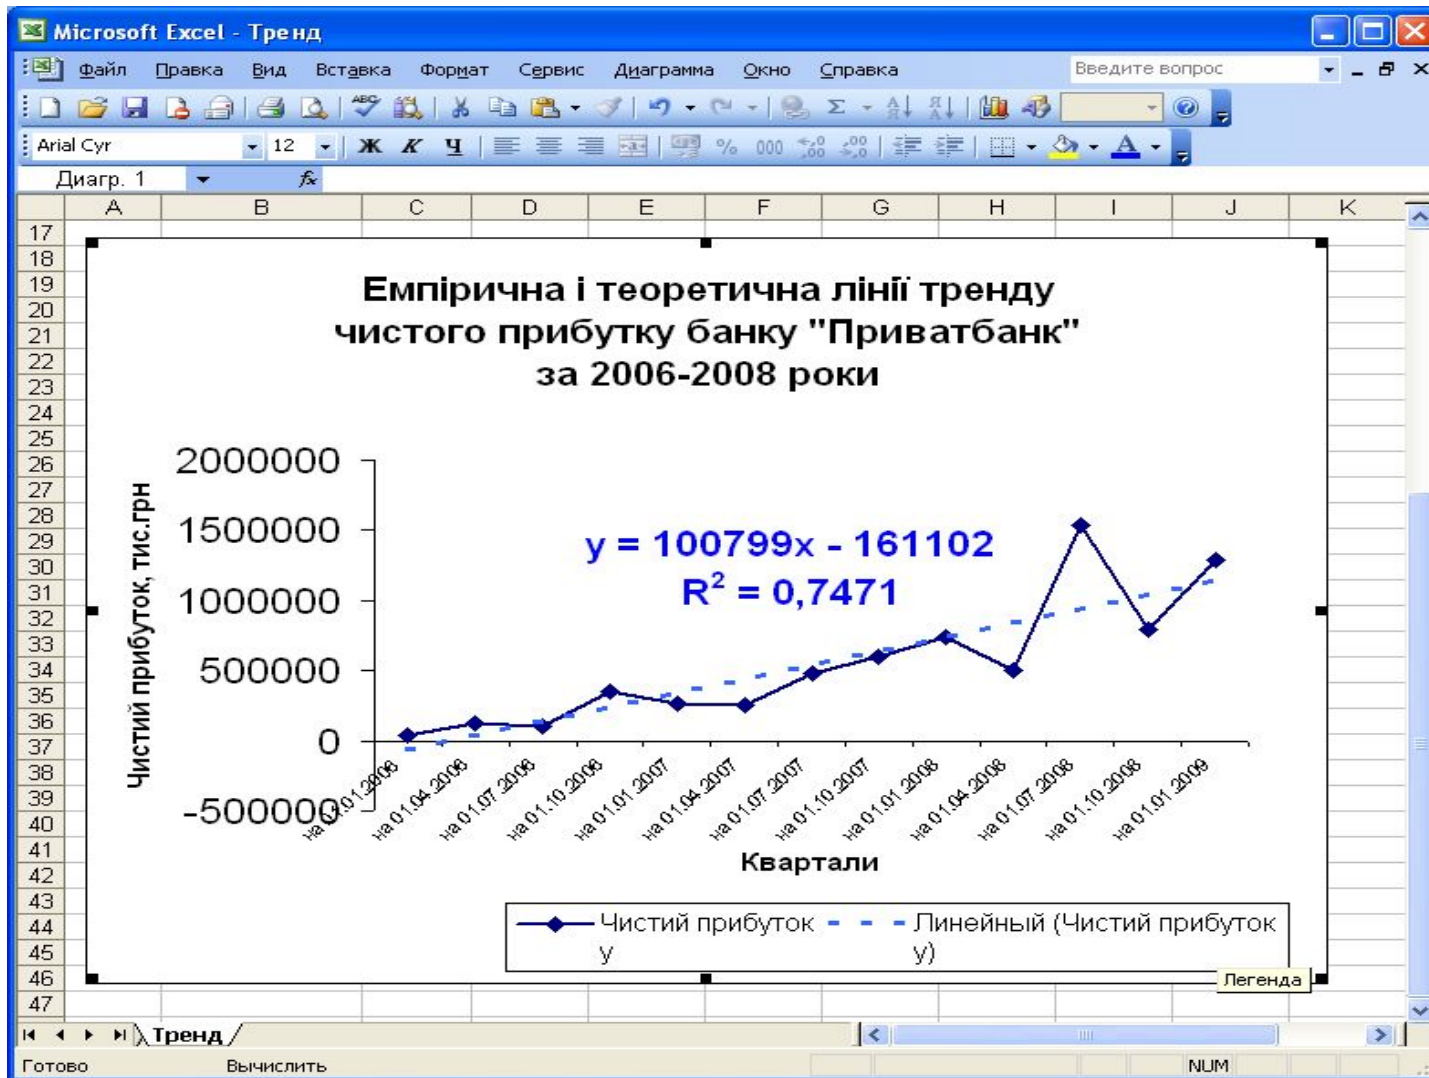 Microsoft Excel - Тренд
Файл Правка Вид Вставка Формат Сервис Диаграмма Окно Справка Введите вопрос
Arial Cyr 12 Ж К Ч % 000
Диагр. 1 fx
A B C D E F G H I J K
17
18
19
20
21
22
23
24
25
26
27
28
29
30
31
32
33
34
35
36
37
38
39
40
41
42
43
44
45
46
47
Емпірична і теоретична лінії тренду
чистого прибутку банку "Приватбанк"
за 2006-2008 роки
Чистий прибуток, тис.грн
2000000
1500000
1000000
500000
0
-500000
y = 100799x - 161102
R² = 0,7471
на 01.01.2006
на 01.04.2006
на 01.07.2006
на 01.10.2006
на 01.01.2007
на 01.04.2007
на 01.07.2007
на 01.10.2007
на 01.01.2008
на 01.04.2008
на 01.07.2008
на 01.10.2008
на 01.01.2009
Квартали
Чистий прибуток Линейный (Чистий прибуток
у у)
Легенда
Тренд
Готово Вычислить NUM